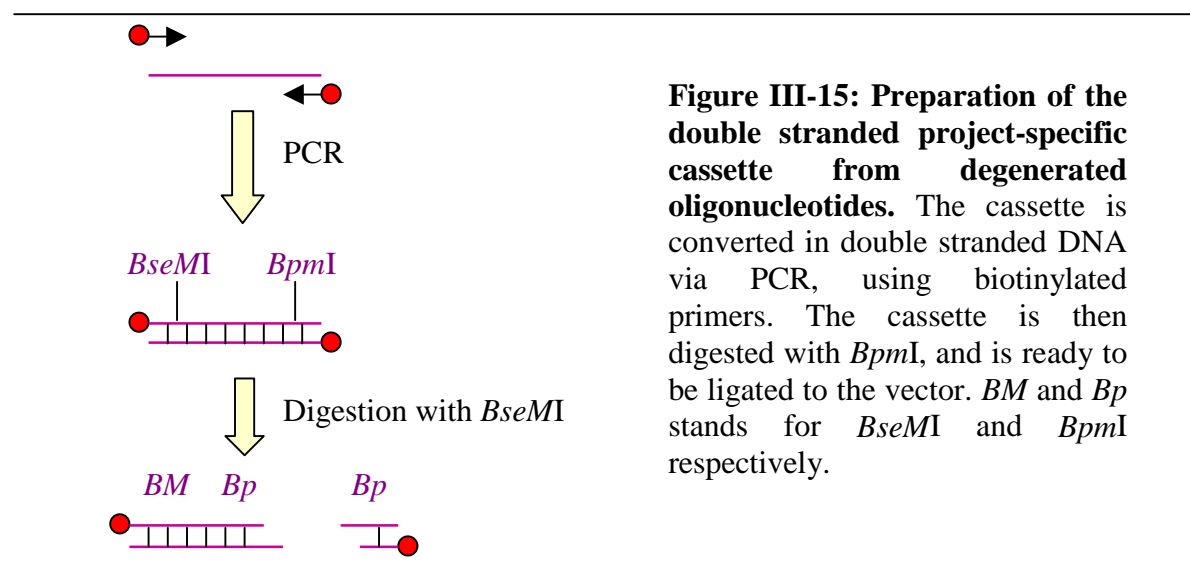 PCR
BseMI BpmI
Digestion with BseMI
BM Bp Bp
Figure III-15: Preparation of the
double stranded project-specific
cassette from degenerated
oligonucleotides. The cassette is
converted in double stranded DNA
via PCR, using biotinylated
primers. The cassette is then
digested with BpmI, and is ready to
be ligated to the vector. BM and Bp
stands for BseMI and BpmI
respectively.